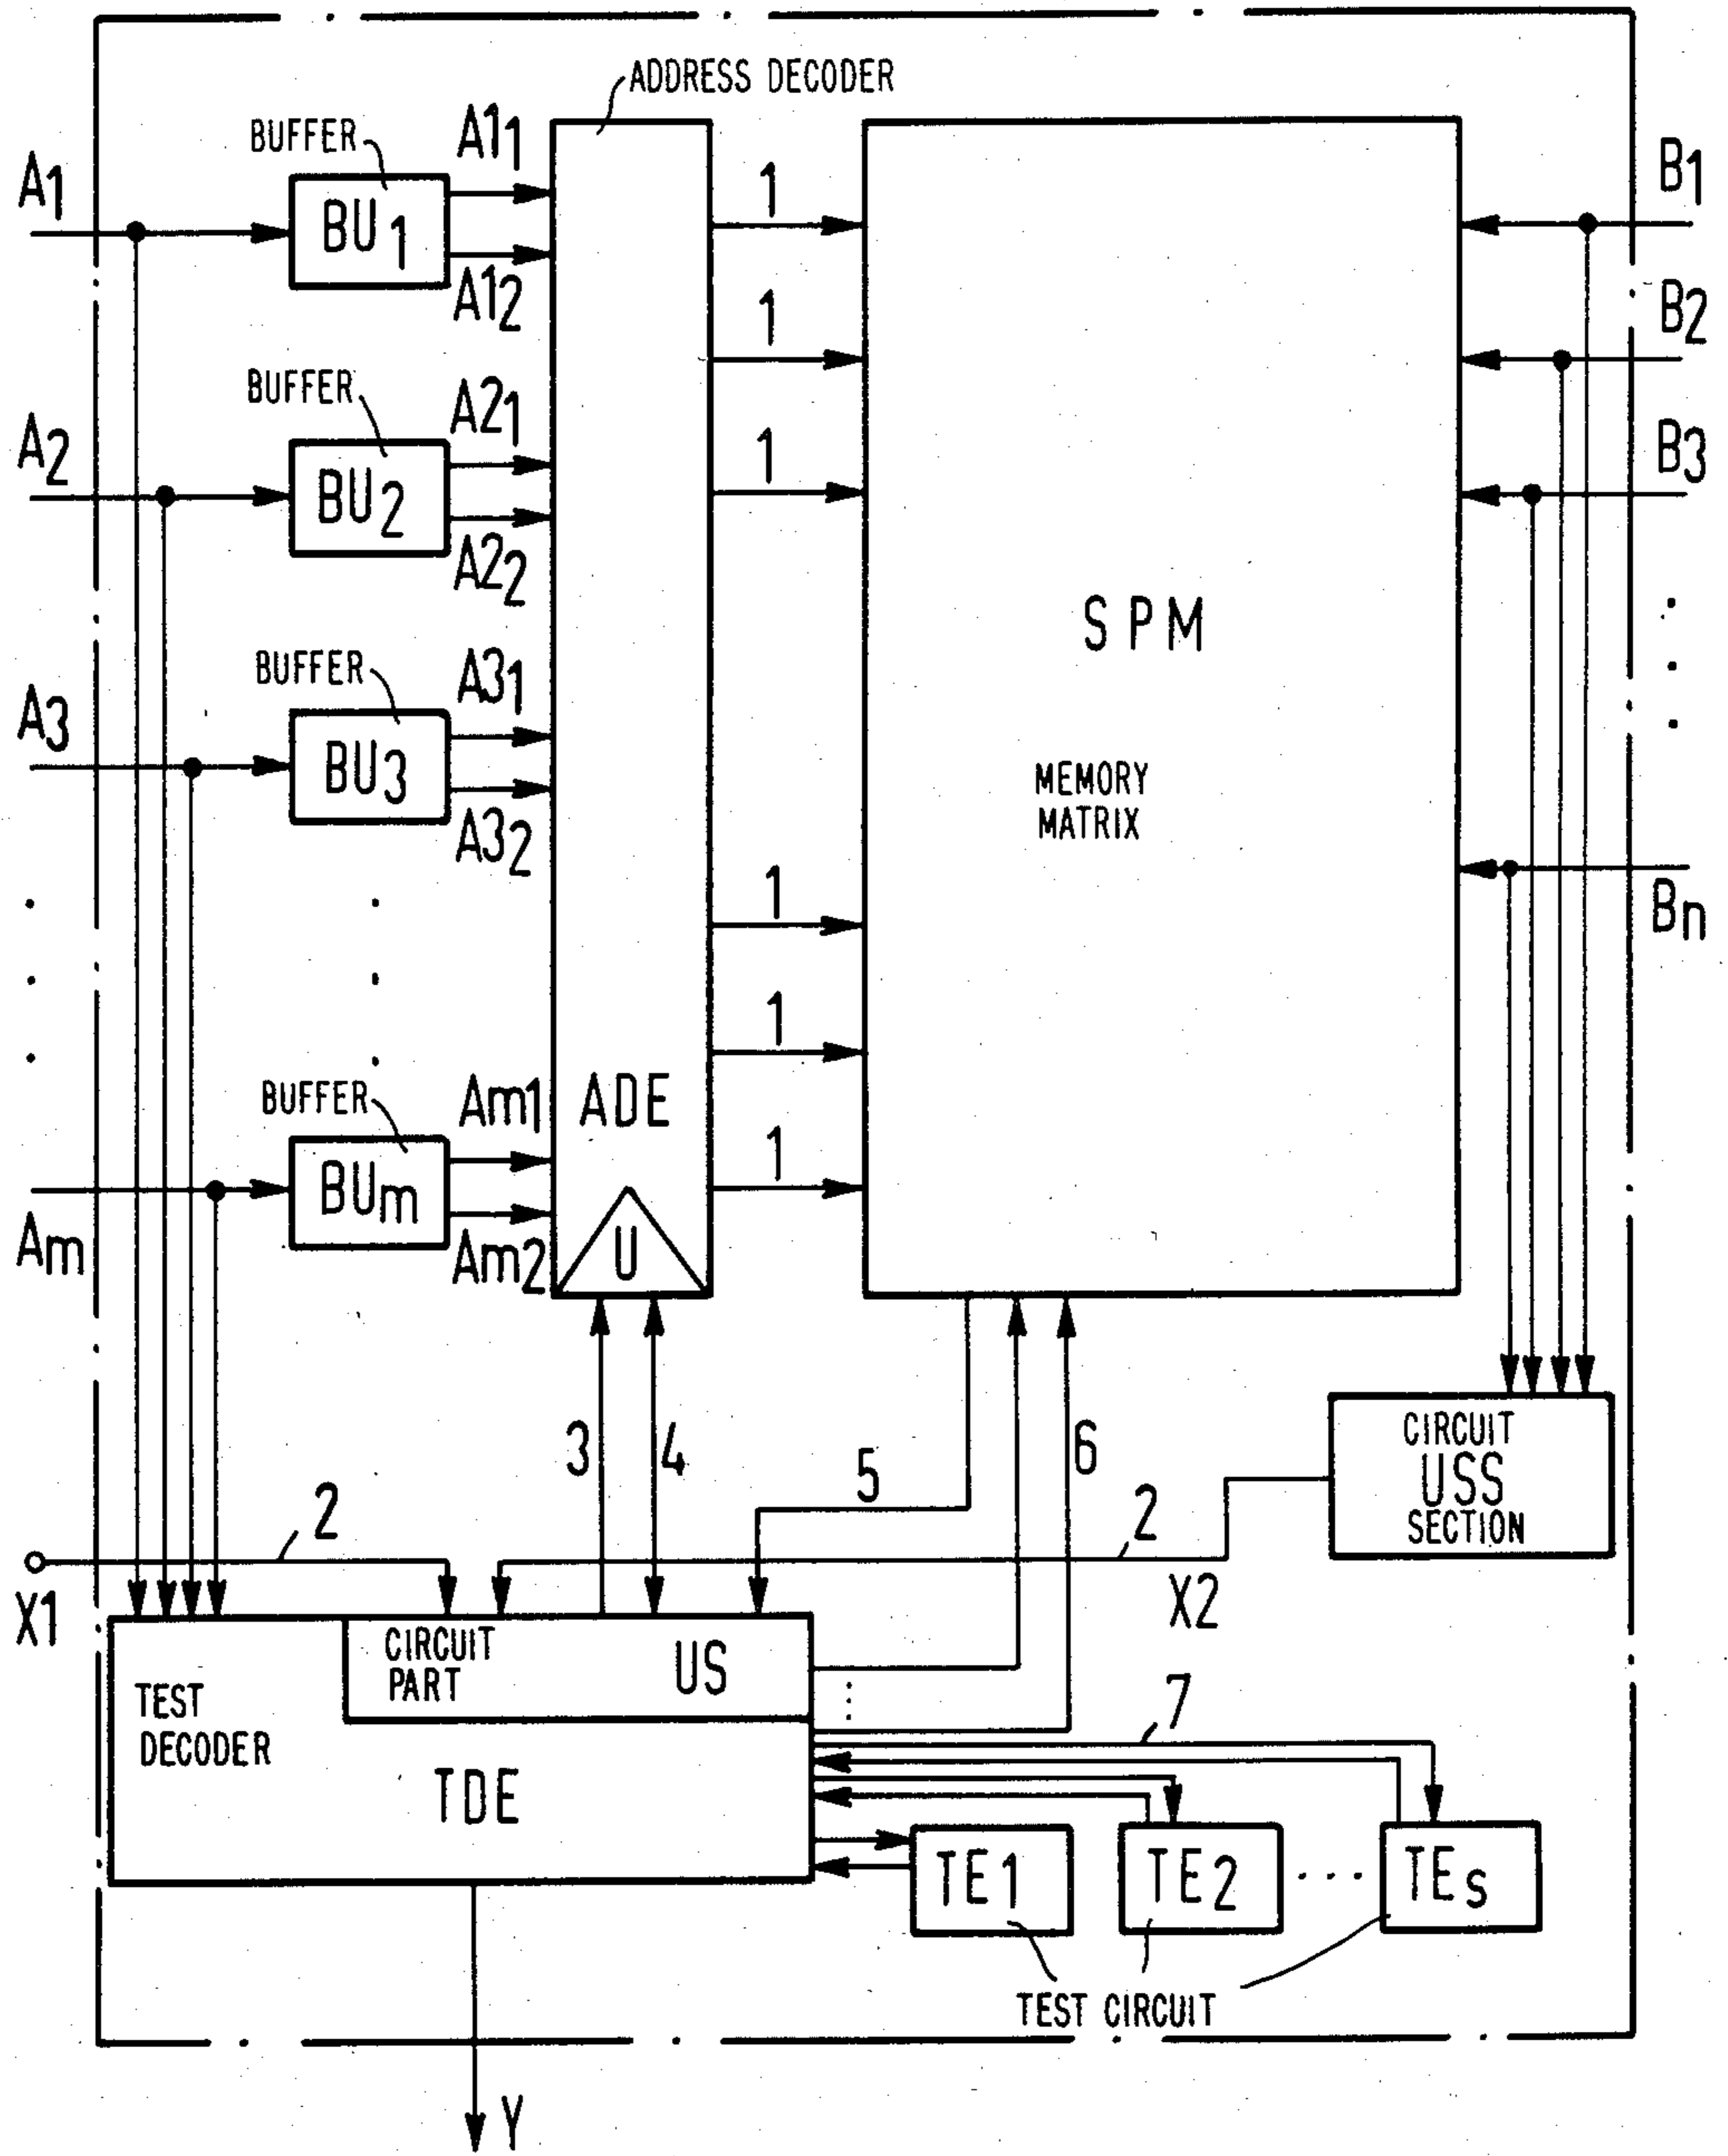 ADDRESS DECODER
BUFFER
A1
BU1
A11
A12
1
B1
1
B2
BUFFER
A2
BU2
A21
A22
1
B3
SPM
BUFFER
A3
BU3
A31
A32
MEMORY
MATRIX
1
Bn
1
ADE
BUFFER
Am
BUm
Am1
Am2
1
U
3
4
5
6
CIRCUIT
USS
SECTION
2
2
X1
X2
CIRCUIT
PART
US
TEST
DECODER
TDE
7
TE1
TE2
TEs
TEST CIRCUIT
Y